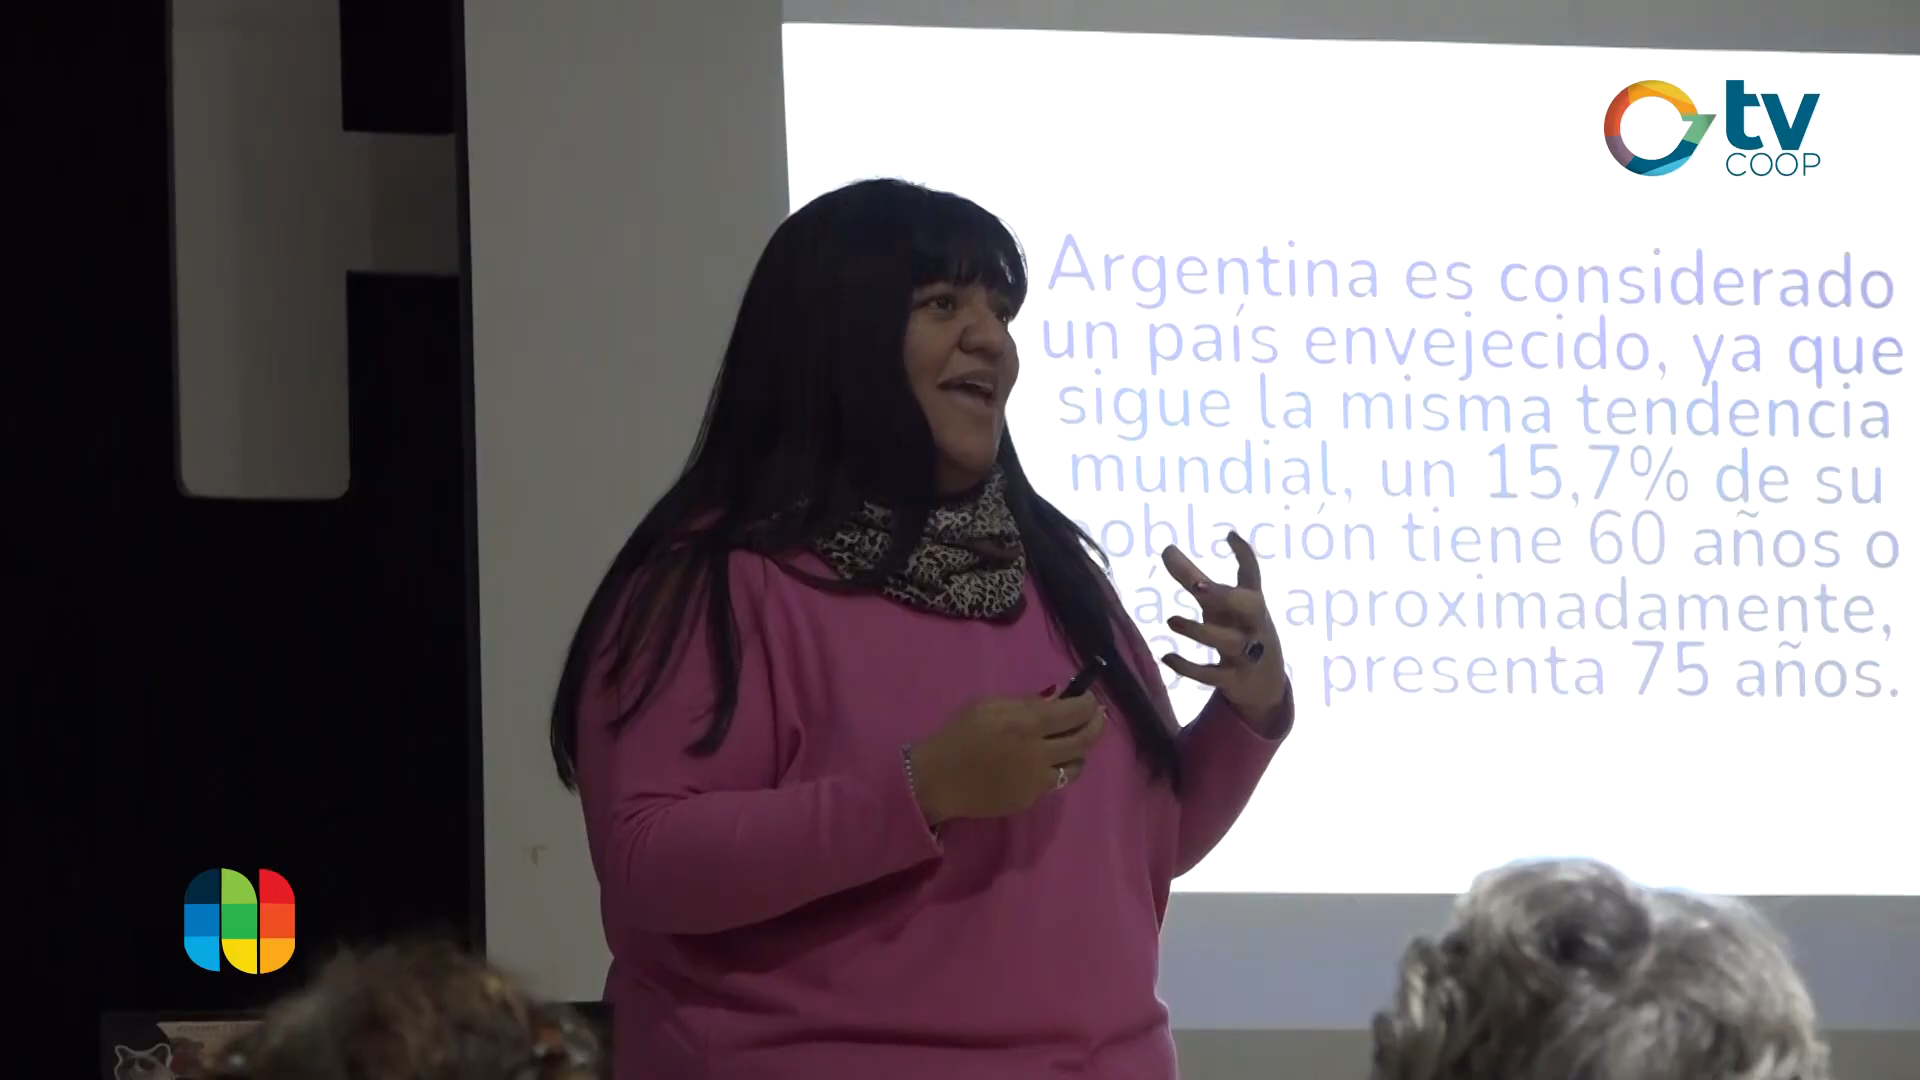 tv
COOP
Argentina es considerado
un país envejecido, ya que
sigue la misma tendencia
mundial, un 15,7% de su
población tiene 60 años o
aproximadamente,
presenta 75 años.